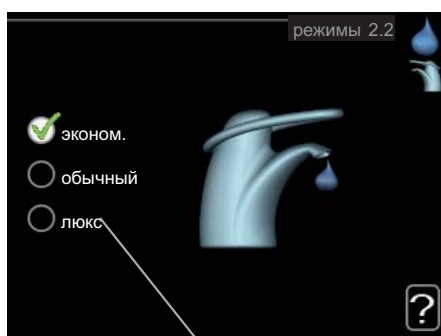 режимы 2.2
эконом.
обычный
люкс
?